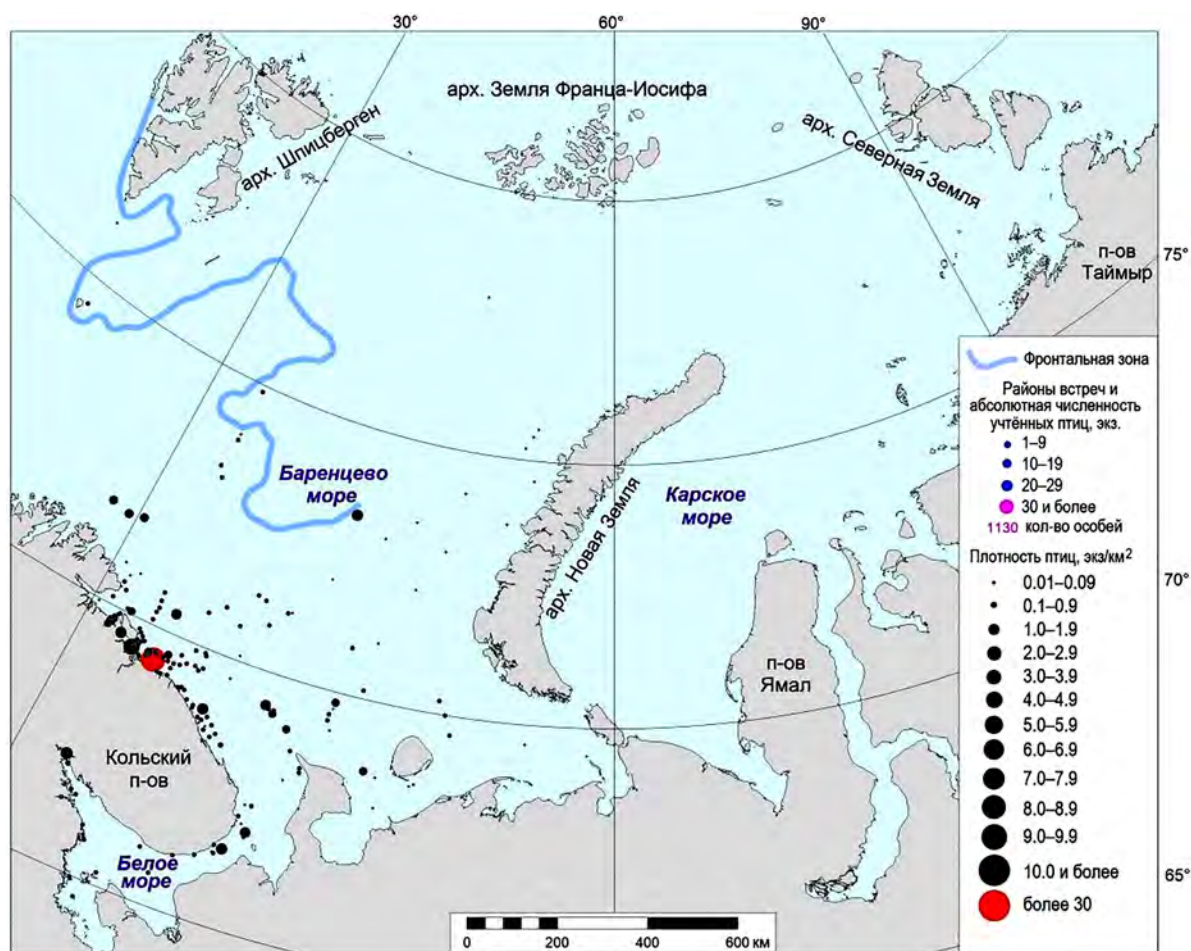 30°
60°
90°
арх. Земля Франца-Иосифа
арх. Шпицберген
арх. Северная Земля
п-ов
Таймыр
75°
Фронтальная зона
Районы встреч и
абсолютная численность
учтённых птиц, экз.
1–9
10–19
20–29
30 и более
1130 кол-во особей
Плотность птиц, экз/км²
0.01–0.09
0.1–0.9
1.0–1.9
2.0–2.9
3.0–3.9
4.0–4.9
5.0–5.9
6.0–6.9
7.0–7.9
8.0–8.9
9.0–9.9
10.0 и более
более 30
Баренцево
море
Карское
море
арх. Новая Земля
70°
п-ов
Ямал
Кольский
п-ов
Белое
море
65°
0 200 400 600 км